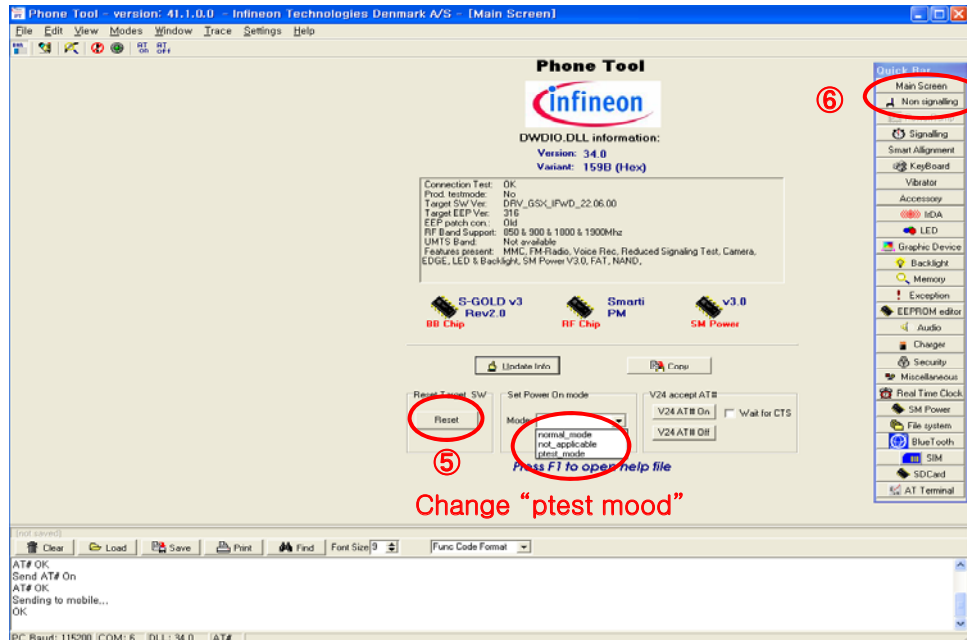 Phone Tool - version: 41.1.0.0 - Infineon Technologies Denmark A/S - [Main Screen]
File Edit View Modes Window Trace Settings Help
AT on AT off
Phone Tool
infineon
DWDIO.DLL information:
Version: 34.0
Variant: 159B (Hex)
Connection Test: OK
Prod. testmode: No
Target SW Ver: DRV_GSX_IFWD_22.06.00
Target EEP Ver: 316
EEP patch con.: Old
RF Band Support: 850 & 900 & 1800 & 1900Mhz
UMTS Band: Not available
Features present: MMC, FM-Radio, Voice Rec, Reduced Signaling Test, Camera,
EDGE, LED & Backlight, SM Power V3.0, FAT, NAND,
S-GOLD v3
Rev2.0
BB Chip
Smarti
PM
RF Chip
v3.0
SM Power
Update Info
Copy
Reset Target SW
Reset
⑤
Set Power On mode
Mode:
normal_mode
not_applicable
ptest_mode
V24 accept AT#
V24 AT# On
Wait for CTS
V24 AT# Off
Press F1 to open help file
Change “ptest mood”
⑥
Quick Bar
Main Screen
Non signalling
Signalling
Smart Allignment
KeyBoard
Vibrator
Accessory
IrDA
LED
Graphic Device
Backlight
Memory
Exception
EEPROM editor
Audio
Charger
Security
Miscellaneous
Real Time Clock
SM Power
File system
BlueTooth
SIM
SDCard
AT Terminal
(not saved)
Clear Load Save Print Find Font Size 9 Func Code Format
AT# OK
Send AT# On
AT# OK
Sending to mobile...
OK
PC Baud: 115200 COM: 6 DLL: 34.0 AT#